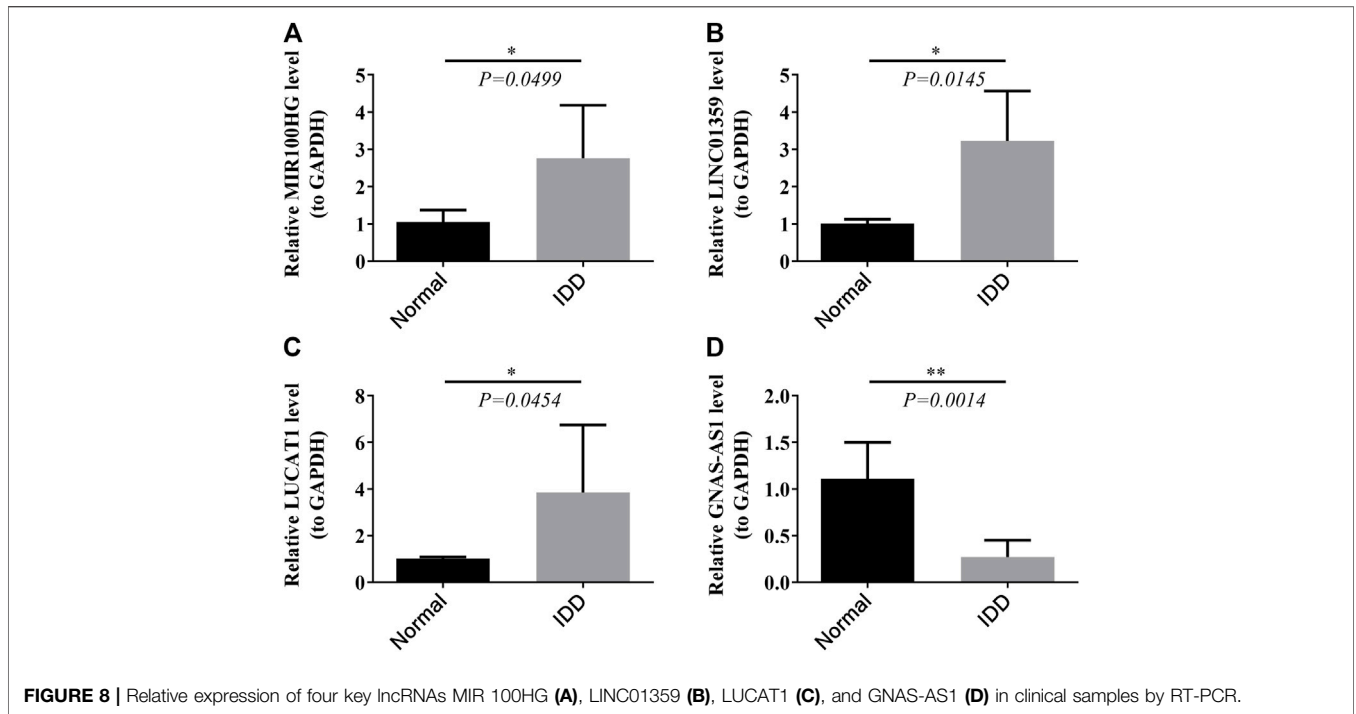 A
Relative MIR100HG level
(to GAPDH)
*
P=0.0499
5
4
3
2
1
0
Normal
IDD
B
Relative LINC01359 level
(to GAPDH)
*
P=0.0145
5
4
3
2
1
0
Normal
IDD
C
Relative LUCAT1 level
(to GAPDH)
*
P=0.0454
8
6
4
2
0
Normal
IDD
D
Relative GNAS-AS1 level
(to GAPDH)
**
P=0.0014
2.0
1.5
1.0
0.5
0.0
Normal
IDD
FIGURE 8 | Relative expression of four key lncRNAs MIR 100HG (A), LINC01359 (B), LUCAT1 (C), and GNAS-AS1 (D) in clinical samples by RT-PCR.